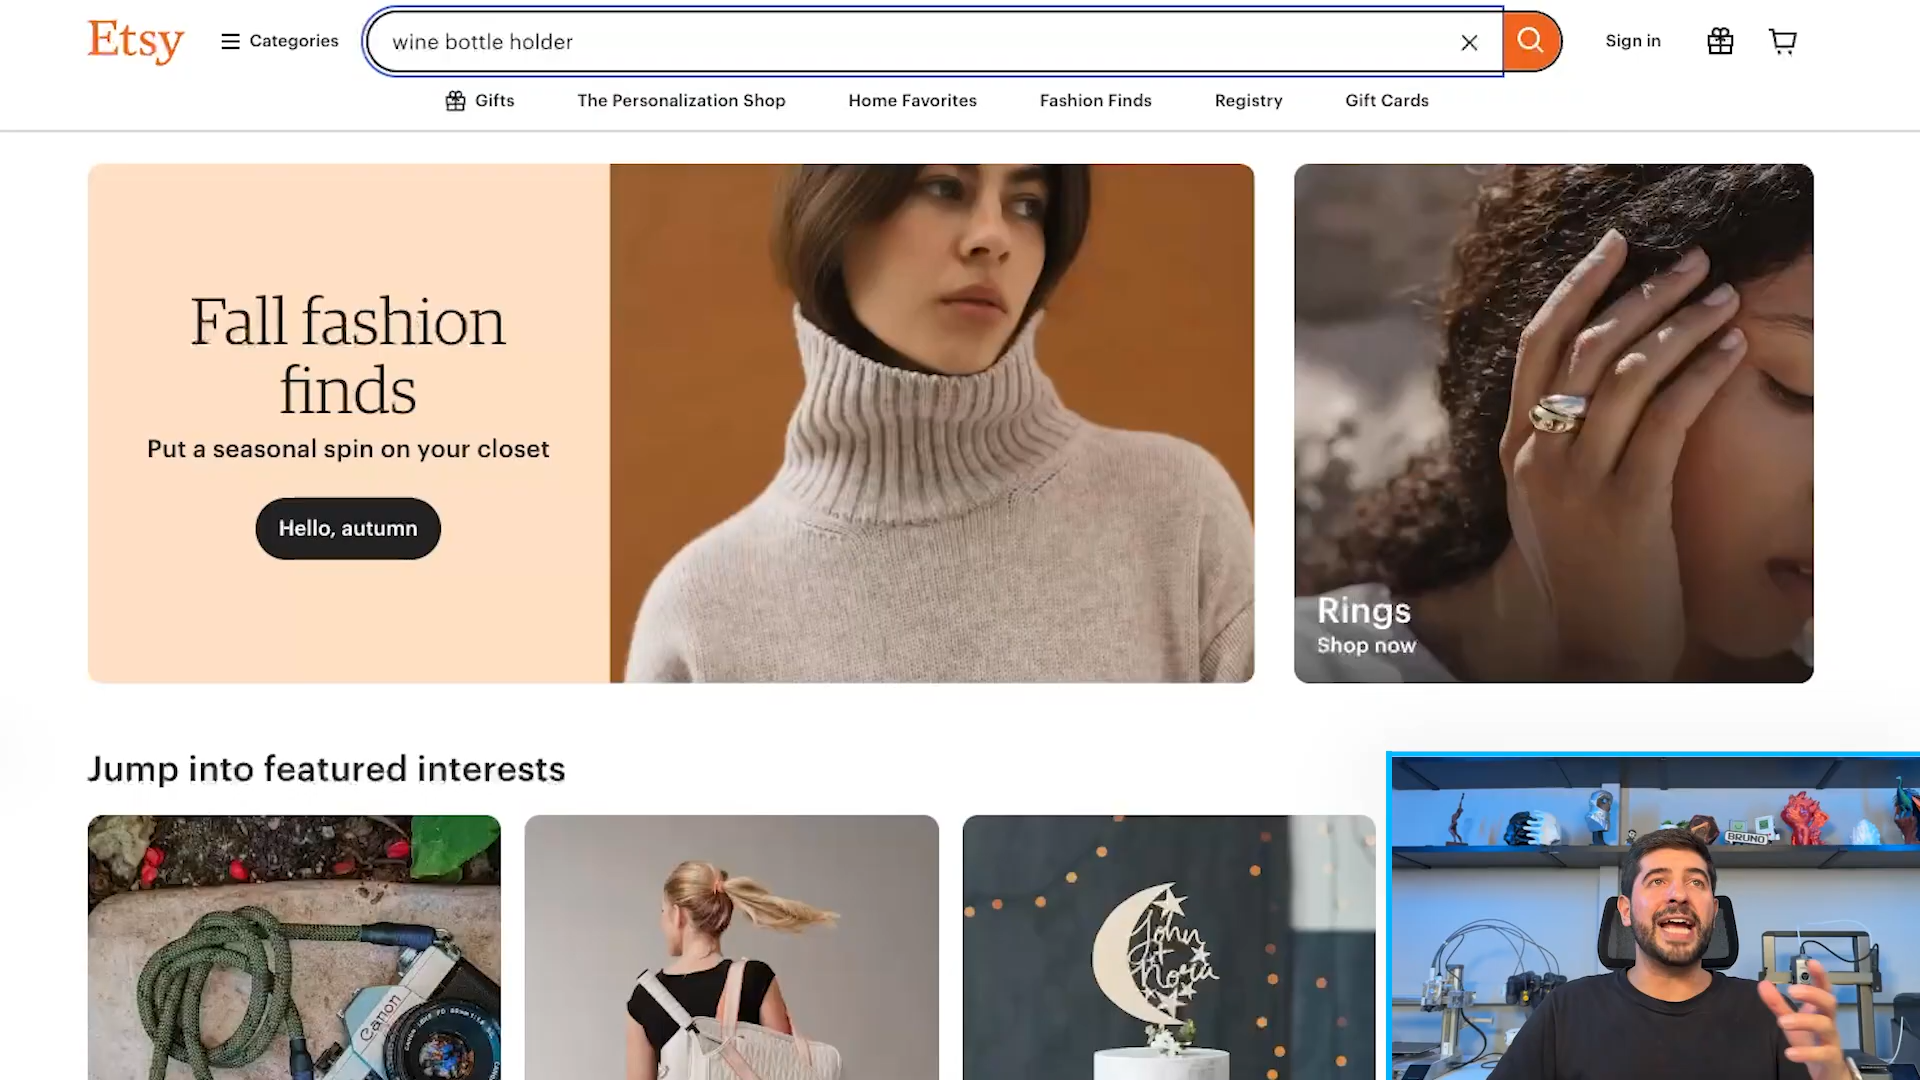 Etsy
Categories
wine bottle holder
Sign in
Gifts
The Personalization Shop
Home Favorites
Fashion Finds
Registry
Gift Cards
Fall fashion
finds
Put a seasonal spin on your closet
Hello, autumn
Rings
Shop now
Jump into featured interests
Canon
John
+
Nora
BRUNO